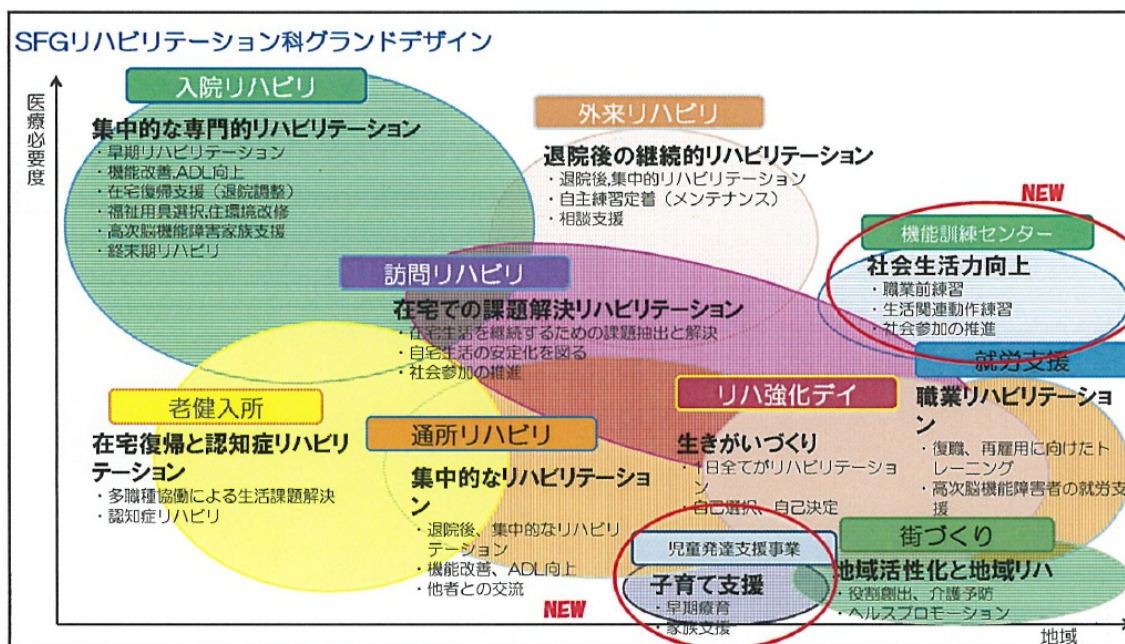 SFGリハビリテーション科グランドデザイン
医療必要度
入院リハビリ
集中的な専門的リハビリテーション
・早期リハビリテーション
・機能改善,ADL向上
・在宅復帰支援（退院調整）
・福祉用具選択,住環境改修
・高次脳機能障害家族支援
・終末期リハビリ
外来リハビリ
退院後の継続的リハビリテーション
・退院後,集中的リハビリテーション
・自主練習定着（メンテナンス）
・相談支援
NEW
機能訓練センター
社会生活力向上
・職業前練習
・生活関連動作練習
・社会参加の推進
訪問リハビリ
在宅での課題解決リハビリテーション
・在宅生活を継続するための課題抽出と解決
・自宅生活の安定化を図る
・社会参加の推進
就労支援
職業リハビリテーショ
ン
・復職、再雇用に向けたト
レーニング
・高次脳機能障害者の就労支
援
老健入所
在宅復帰と認知症リハビリ
テーション
・多職種協働による生活課題解決
・認知症リハビリ
通所リハビリ
集中的なリハビリテーショ
ン
・退院後、集中的なリハビリ
テーション
・機能改善、ADL向上
・他者との交流
リハ強化デイ
生きがいづくり
・1日全てがリハビリテーショ
ン
・自己選択、自己決定
NEW
児童発達支援事業
子育て支援
・早期療育
・家族支援
街づくり
地域活性化と地域リハ
・役割創出、介護予防
・ヘルスプロモーション
地域